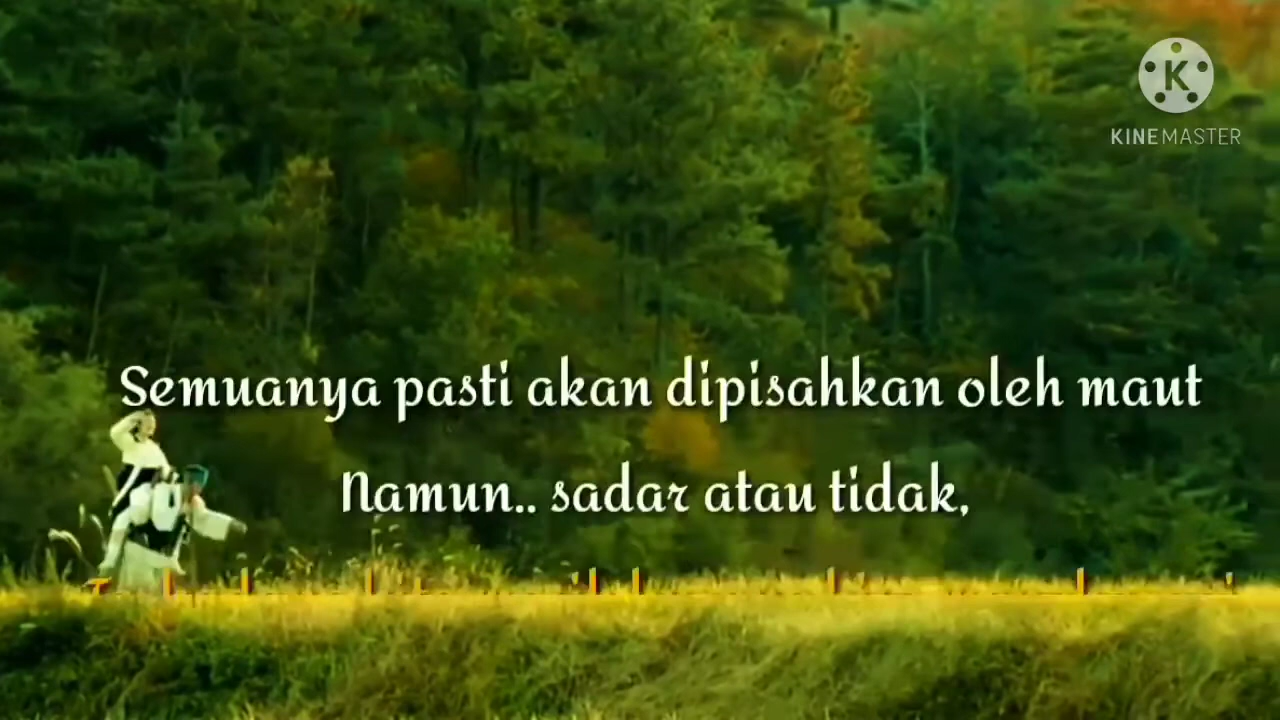 KINEMASTER
Semuanya pasti akan dipisahkan oleh maut
Namun.. sadar atau tidak,